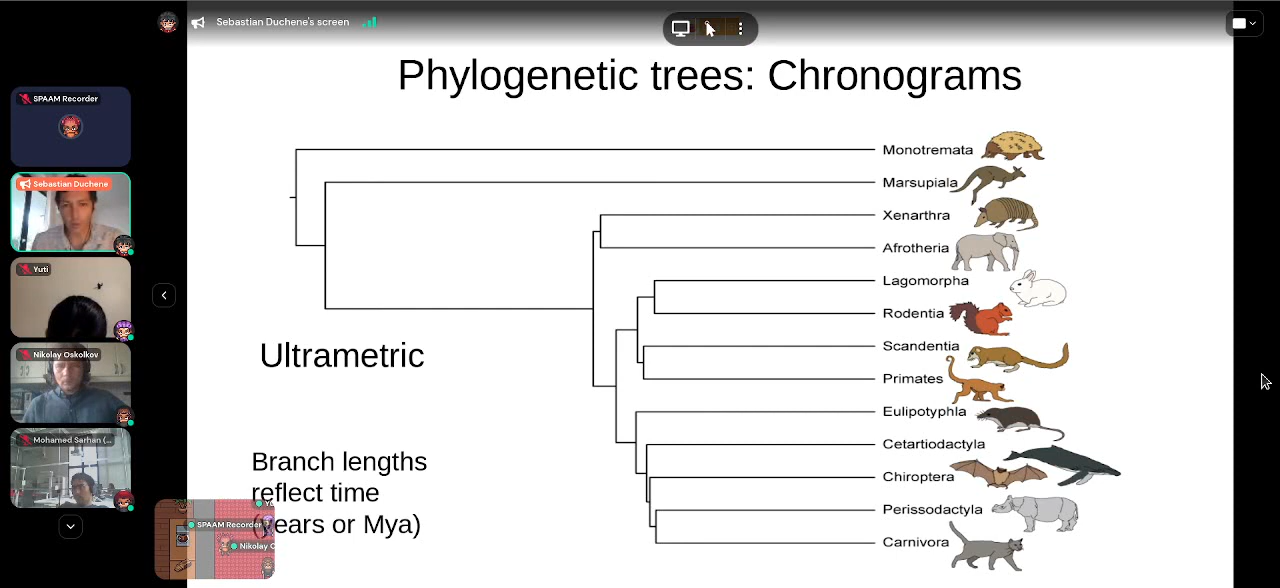 Sebastian Duchene's screen
Phylogenetic trees: Chronograms
SPAAM Recorder
Sebastian Duchene
Yuti
Nikolay Oskolkov
Mohamed Sarhan (...
Monotremata
Marsupiala
Xenarthra
Afrotheria
Lagomorpha
Rodentia
Scandentia
Primates
Eulipotyphla
Cetartiodactyla
Chiroptera
Perissodactyla
Carnivora
Ultrametric
Branch lengths
reflect time
(years or Mya)
SPAAM Recorder
Nikolay O